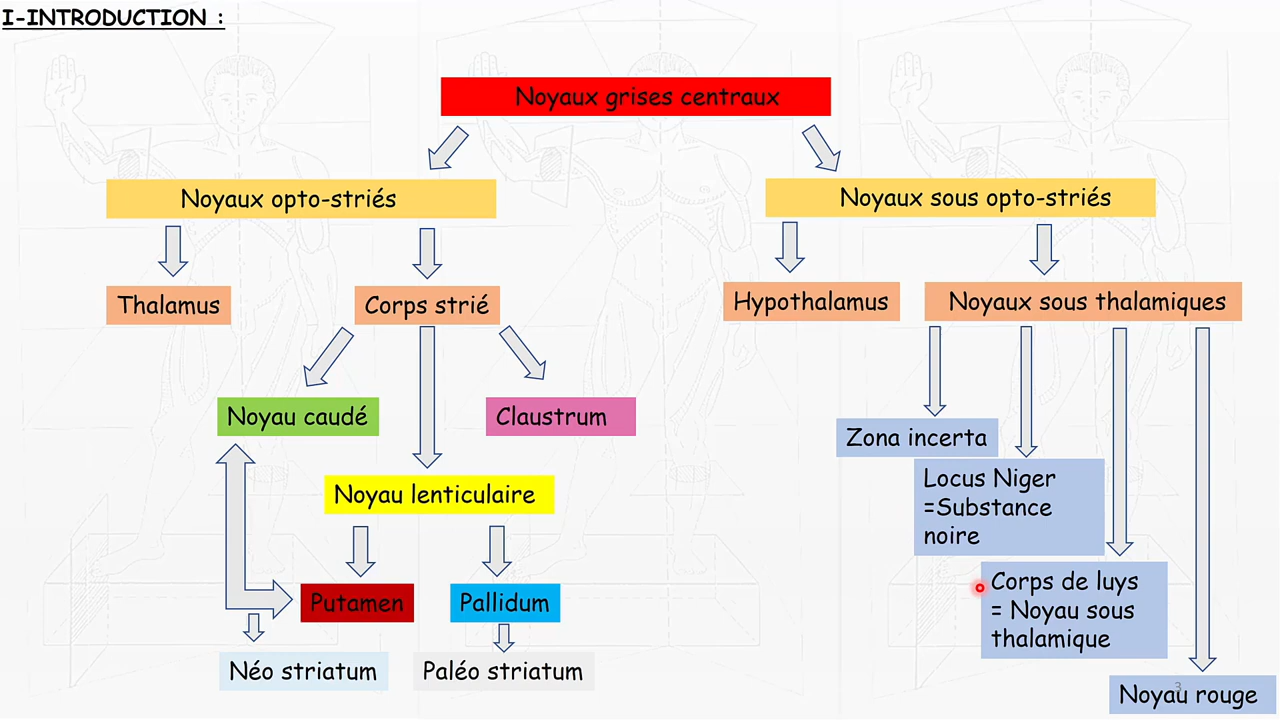 I-INTRODUCTION :
Noyaux grises centraux
Noyaux opto-striés
Noyaux sous opto-striés
Thalamus
Corps strié
Hypothalamus
Noyaux sous thalamiques
Noyau caudé
Claustrum
Zona incerta
Locus Niger
=Substance
noire
Noyau lenticulaire
Putamen
Pallidum
Corps de luys
= Noyau sous
thalamique
Néo striatum
Paléo striatum
Noyau rouge
3